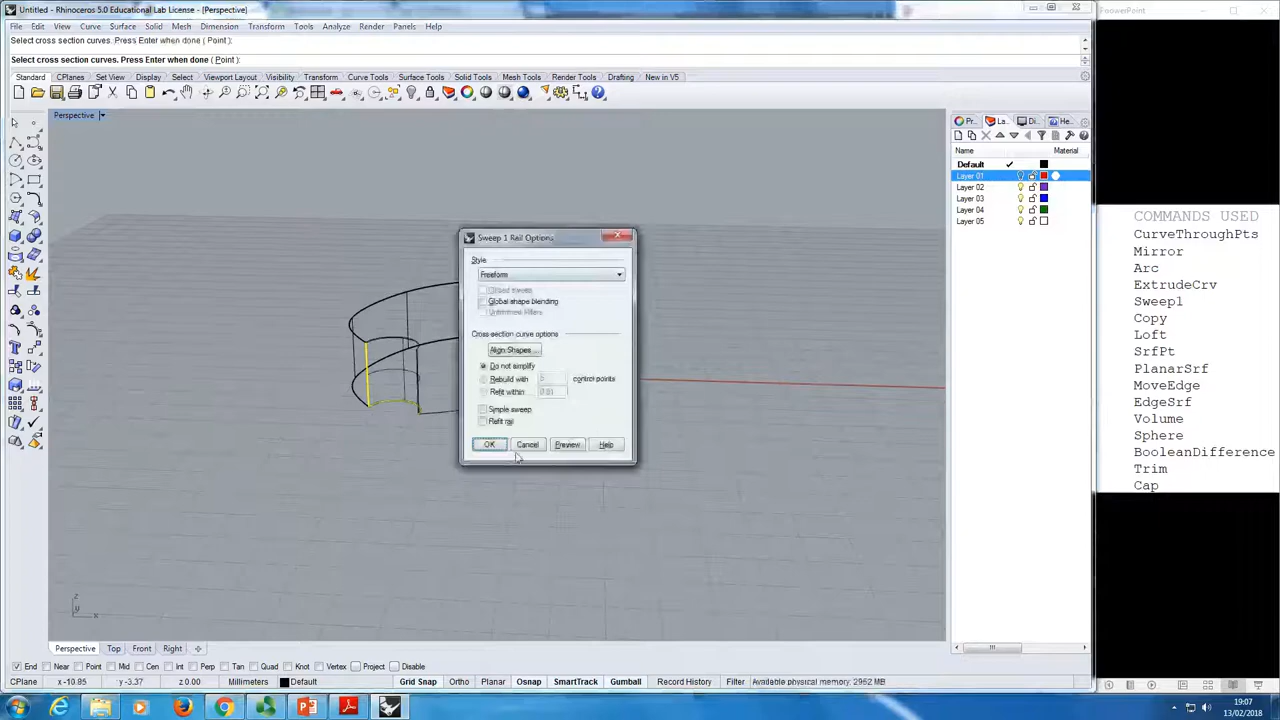 Untitled - Rhinoceros 5.0 Educational Lab License - [Perspective]
File Edit View Curve Surface Solid Mesh Dimension Transform Tools Analyze Render Panels Help
Select cross section curves. Press Enter when done ( Point ):
Select cross section curves. Press Enter when done ( Point ):
Standard CPlanes Set View Display Select Viewport Layout Visibility Transform Curve Tools Surface Tools Solid Tools Mesh Tools Render Tools Drafting New in V5
Perspective
Sweep 1 Rail Options
Style
Freeform
Global shape blending
Cross-section curve options
Align Shapes ...
Do not simplify
Rebuild with 5 control points
Refit within 0.01
Simple sweep
Refit rail
OK Cancel Preview Help
z
y
x
Perspective Top Front Right
End Near Point Mid Cen Int Perp Tan Quad Knot Vertex Project Disable
CPlane x -10.95 y -3.37 z 0.00 Millimeters Default Grid Snap Ortho Planar Osnap SmartTrack Gumball Record History Filter Available physical memory: 2962 MB
Pr... La... Di... He...
Name Material
Default
Layer 01
Layer 02
Layer 03
Layer 04
Layer 05
COMMANDS USED
CurveThroughPts
Mirror
Arc
ExtrudeCrv
Sweep1
Copy
Loft
SrfPt
PlanarSrf
MoveEdge
EdgeSrf
Volume
Sphere
BooleanDifference
Trim
Cap
19:07
13/02/2018